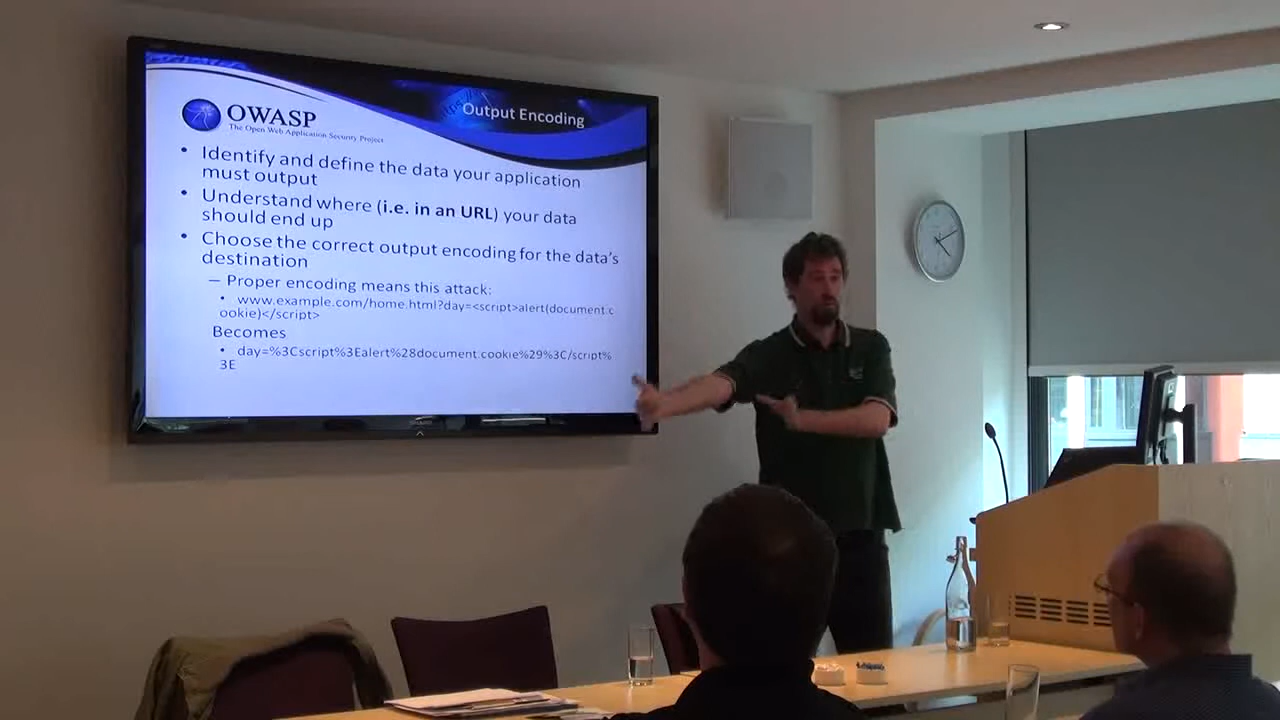 Output Encoding
OWASP
The Open Web Application Security Project
• Identify and define the data your application
must output
• Understand where (i.e. in an URL) your data
should end up
• Choose the correct output encoding for the data's
destination
– Proper encoding means this attack:
• www.example.com/home.html?day=<script>alert(document.c
ookie)</script>
Becomes
• day=%3Cscript%3Ealert%28document.cookie%29%3C/script%
3E